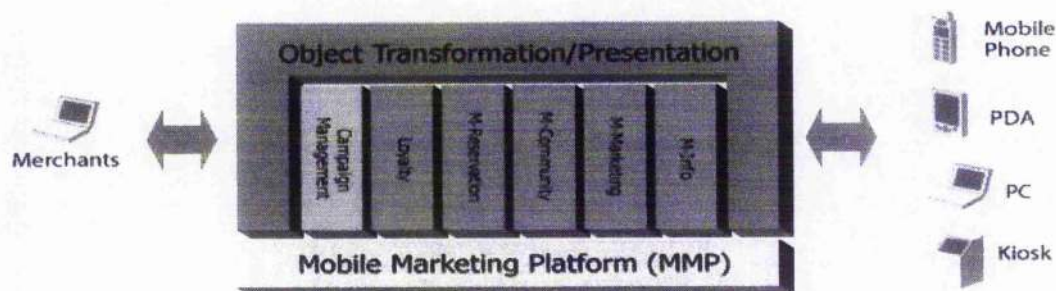 Object Transformation/Presentation
Merchants
Campaign
Management
Loyalty
M-Reservation
M-Community
M-Marketing
M-Info
Mobile
Phone
PDA
PC
Kiosk
Mobile Marketing Platform (MMP)